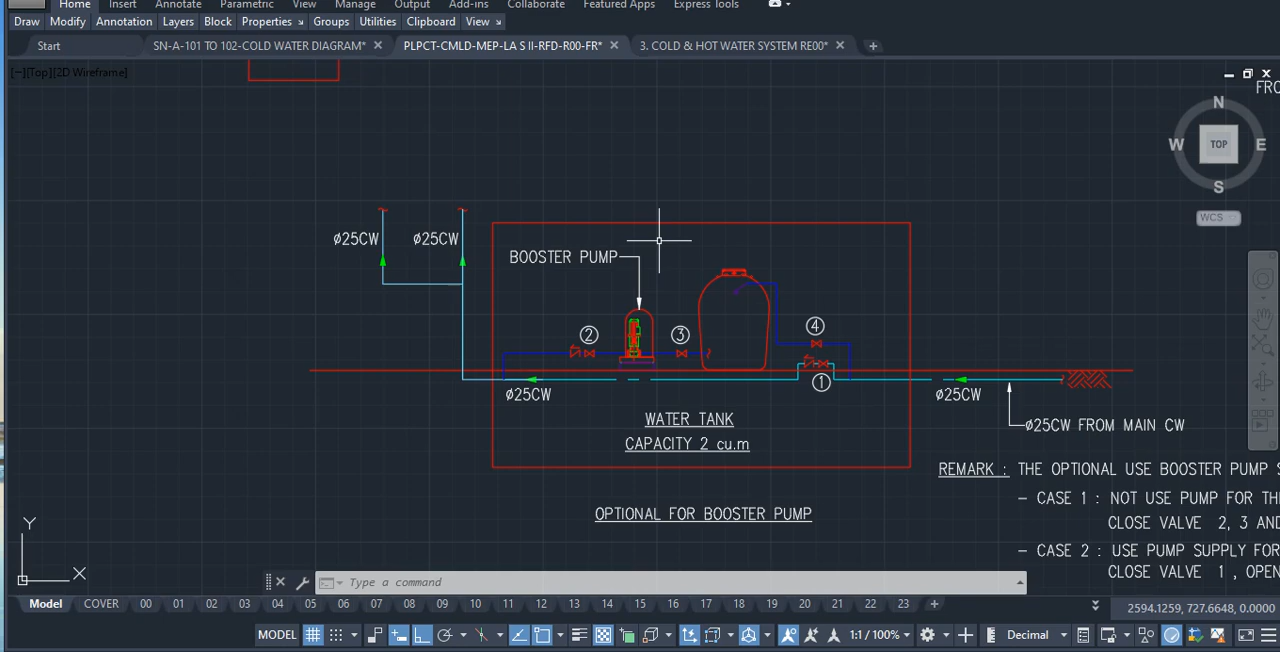 Home Insert Annotate Parametric View Manage Output Add-ins Collaborate Featured Apps Express Tools
Draw Modify Annotation Layers Block Properties Groups Utilities Clipboard View
Start SN-A-101 TO 102-COLD WATER DIAGRAM* PLPCT-CMLD-MEP-LA S II-RFD-R00-FR* 3. COLD & HOT WATER SYSTEM RE00*
[−][Top][2D Wireframe]
FRO
N
W TOP E
S
WCS
ø25CW ø25CW
BOOSTER PUMP
② ③ ④
①
ø25CW ø25CW
WATER TANK
CAPACITY 2 cu.m
ø25CW FROM MAIN CW
REMARK : THE OPTIONAL USE BOOSTER PUMP S
– CASE 1 : NOT USE PUMP FOR THE
CLOSE VALVE 2, 3 AND
OPTIONAL FOR BOOSTER PUMP
– CASE 2 : USE PUMP SUPPLY FOR
CLOSE VALVE 1 , OPEN
Y
X
Type a command
Model COVER 00 01 02 03 04 05 06 07 08 09 10 11 12 13 14 15 16 17 18 19 20 21 22 23
2594.1259, 727.6648, 0.0000
MODEL 1:1 / 100% Decimal